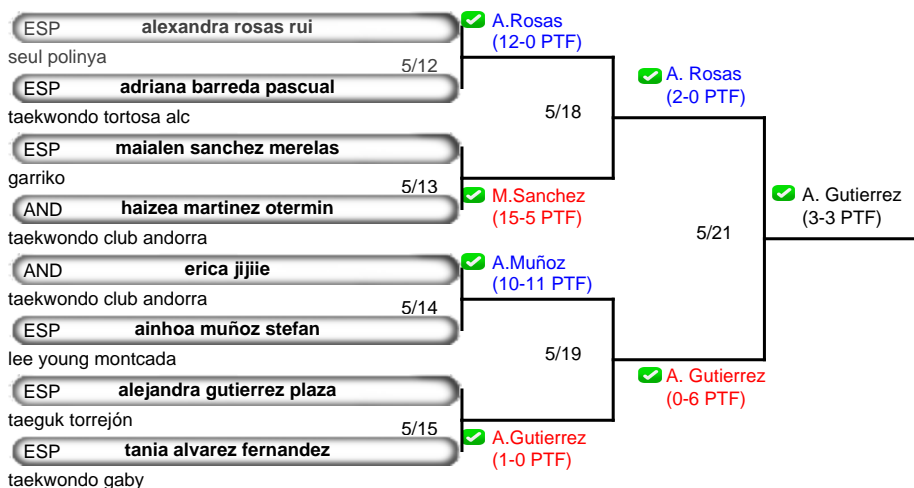 ESP alexandra rosas rui
seul polinya
5/12
ESP adriana barreda pascual
taekwondo tortosa alc
ESP maialen sanchez merelas
garriko
5/13
AND haizea martinez otermin
taekwondo club andorra
AND erica jijiie
taekwondo club andorra
5/14
ESP ainhoa muñoz stefan
lee young montcada
ESP alejandra gutierrez plaza
taeguk torrejón
5/15
ESP tania alvarez fernandez
taekwondo gaby
A.Rosas
(12-0 PTF)
5/18
M.Sanchez
(15-5 PTF)
A.Muñoz
(10-11 PTF)
5/19
A.Gutierrez
(1-0 PTF)
A. Rosas
(2-0 PTF)
5/21
A. Gutierrez
(0-6 PTF)
A. Gutierrez
(3-3 PTF)